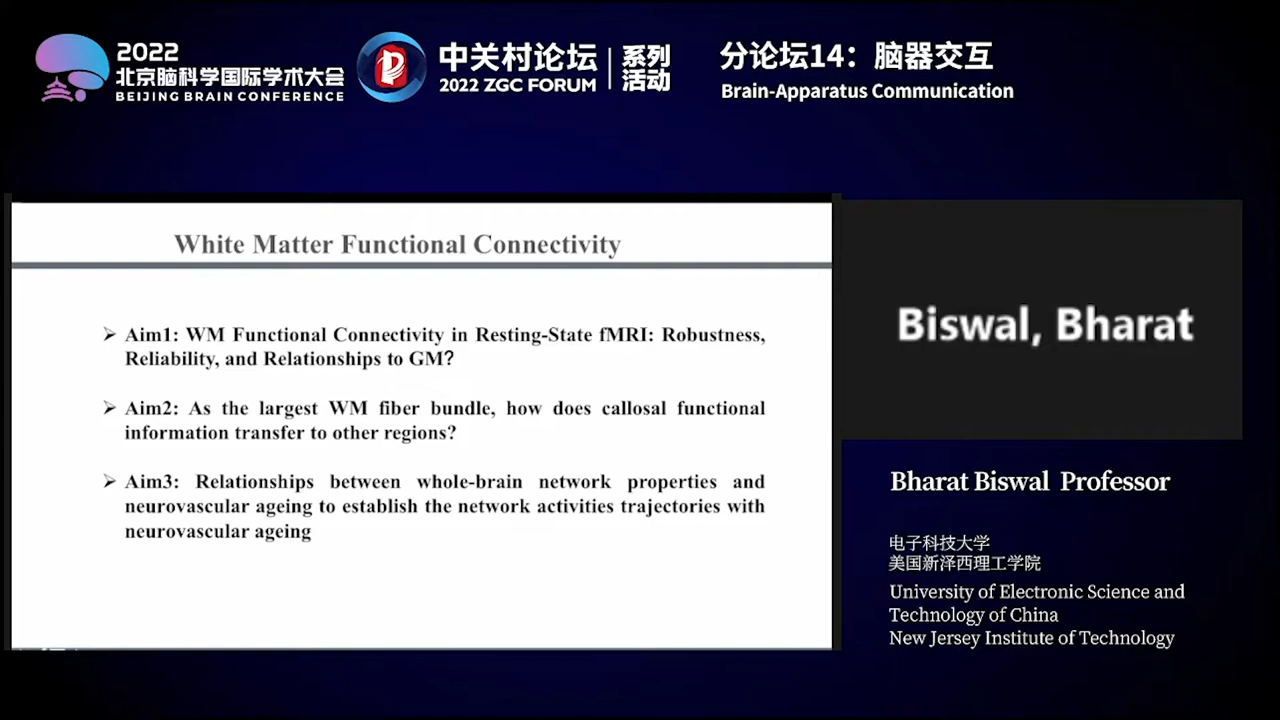 2022
北京脑科学国际学术大会
BEIJING BRAIN CONFERENCE
中关村论坛
2022 ZGC FORUM
系列
活动
分论坛14：脑器交互
Brain-Apparatus Communication
White Matter Functional Connectivity
➢ Aim1: WM Functional Connectivity in Resting-State fMRI: Robustness,
Reliability, and Relationships to GM?
➢ Aim2: As the largest WM fiber bundle, how does callosal functional
information transfer to other regions?
➢ Aim3: Relationships between whole-brain network properties and
neurovascular ageing to establish the network activities trajectories with
neurovascular ageing
Biswal, Bharat
Bharat Biswal Professor
电子科技大学
美国新泽西理工学院
University of Electronic Science and
Technology of China
New Jersey Institute of Technology